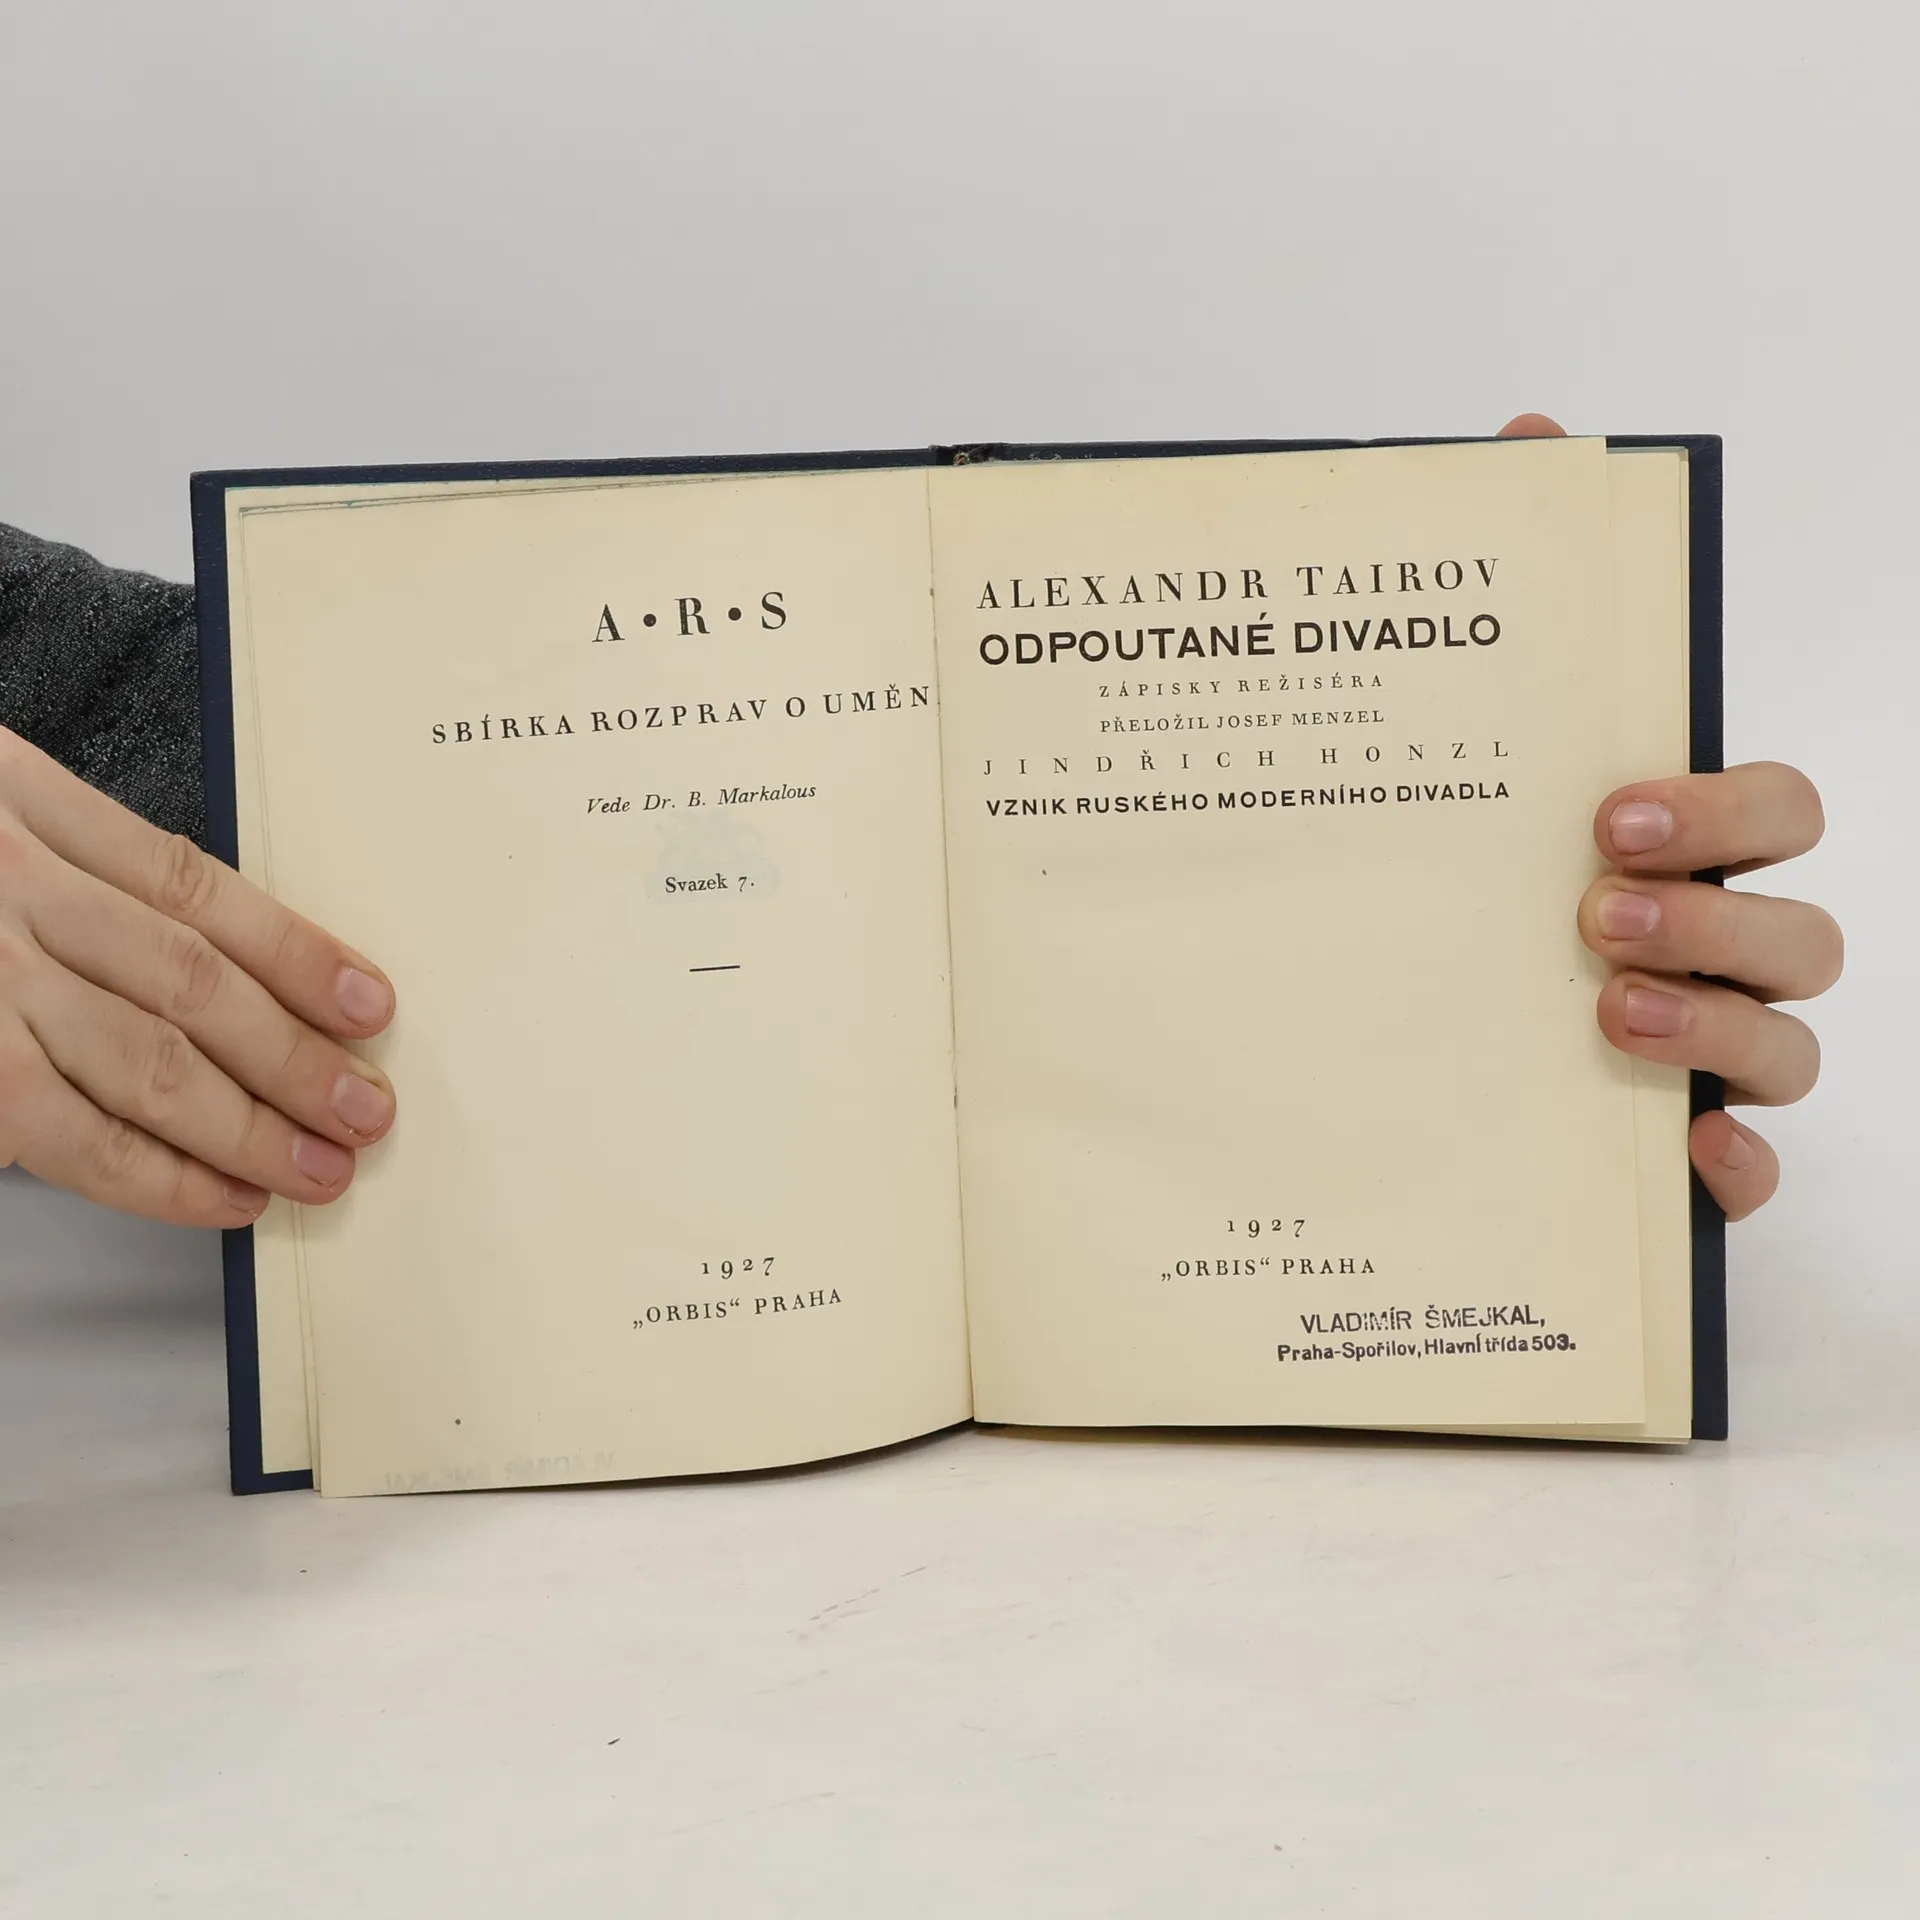 A • R • S
SBÍRKA ROZPRAV O UMĚN
Vede Dr. B. Markalous
Svazek 7.
1927
„ORBIS“ PRAHA
ALEXANDR TAIROV
ODPOUTANÉ DIVADLO
ZÁPISKY REŽISÉRA
PŘELOŽIL JOSEF MENZEL
JINDŘICH HONZL
VZNIK RUSKÉHO MODERNÍHO DIVADLA
1927
„ORBIS“ PRAHA
VLADIMÍR ŠMEJKAL,
Praha-Spořilov, Hlavní třída 503.